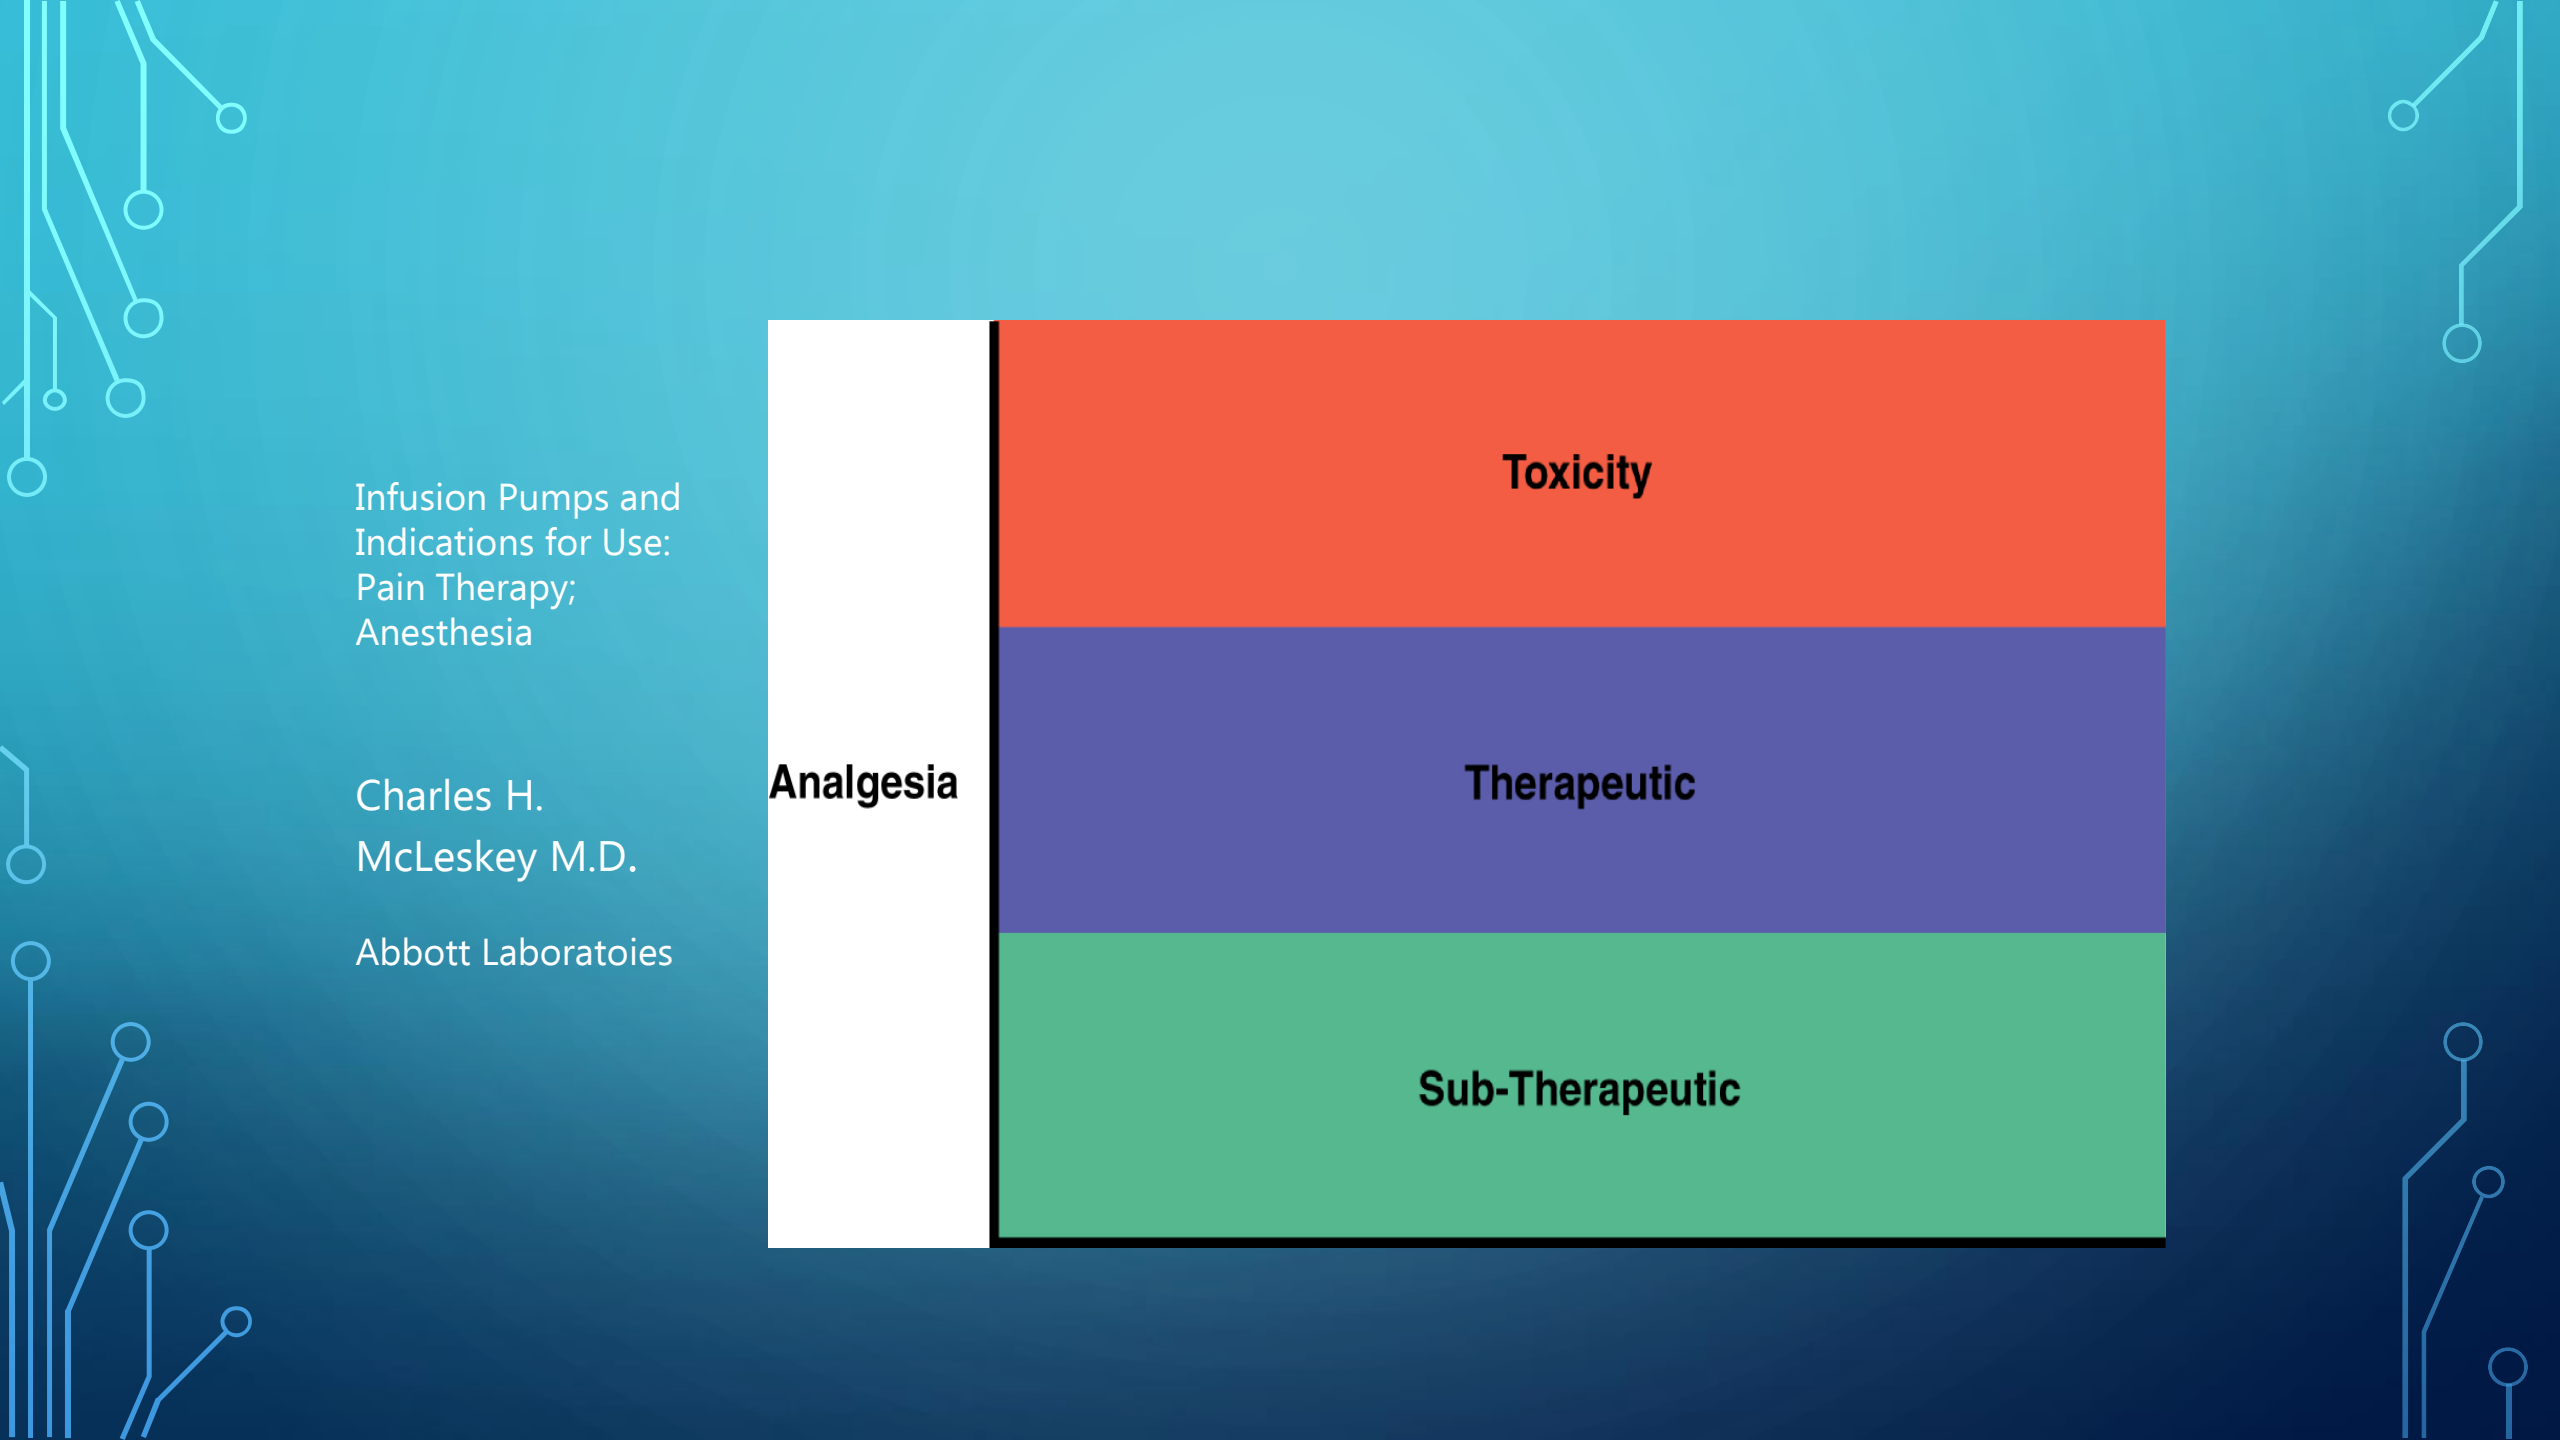 Infusion Pumps and
Indications for Use:
Pain Therapy;
Anesthesia
Charles H.
McLeskey M.D.
Abbott Laboratoies
Toxicity
Analgesia
Therapeutic
Sub-Therapeutic